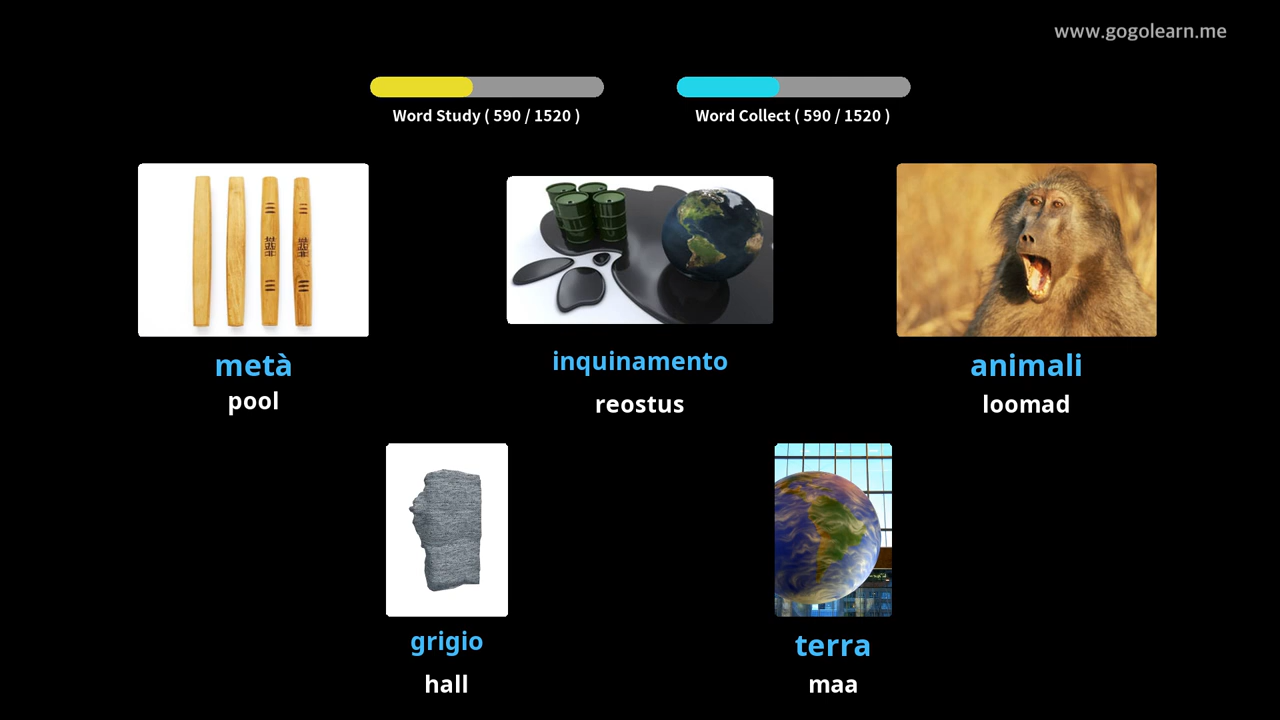 www.gogolearn.me
Word Study ( 590 / 1520 )
Word Collect ( 590 / 1520 )
metà
pool
inquinamento
reostus
animali
loomad
grigio
hall
terra
maa